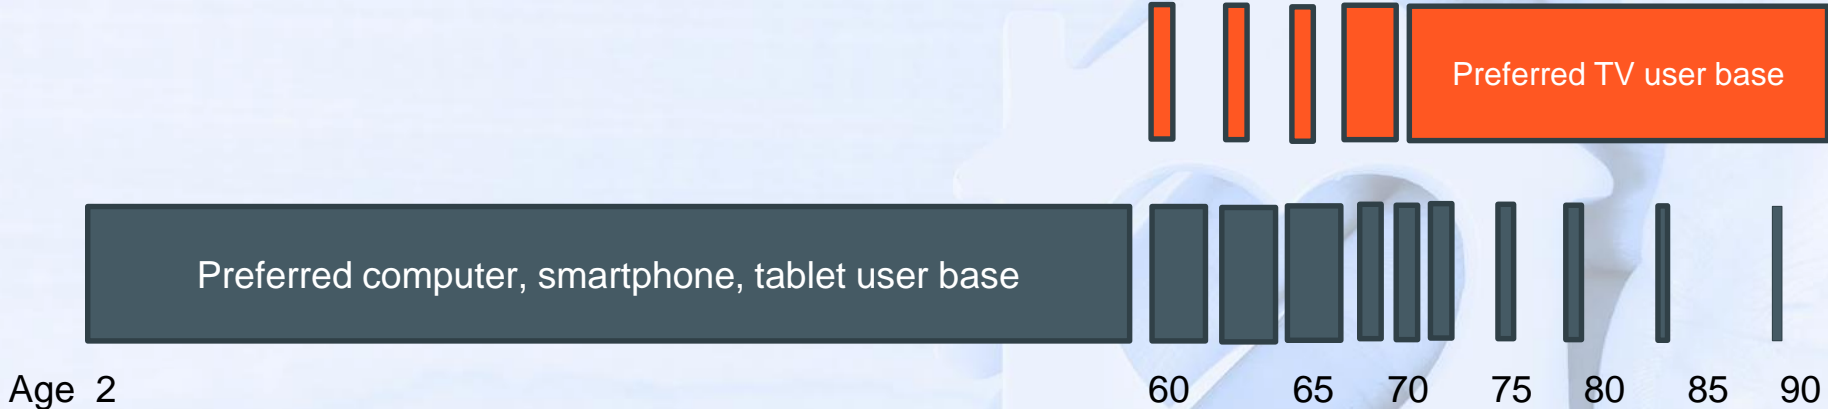 Preferred TV user base
Preferred computer, smartphone, tablet user base
Age 2 60 65 70 75 80 85 90